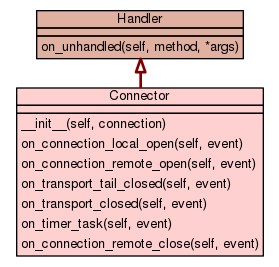 Handler
on_unhandled(self, method, *args)
Connector
__init__(self, connection)
on_connection_local_open(self, event)
on_connection_remote_open(self, event)
on_transport_tail_closed(self, event)
on_transport_closed(self, event)
on_timer_task(self, event)
on_connection_remote_close(self, event)